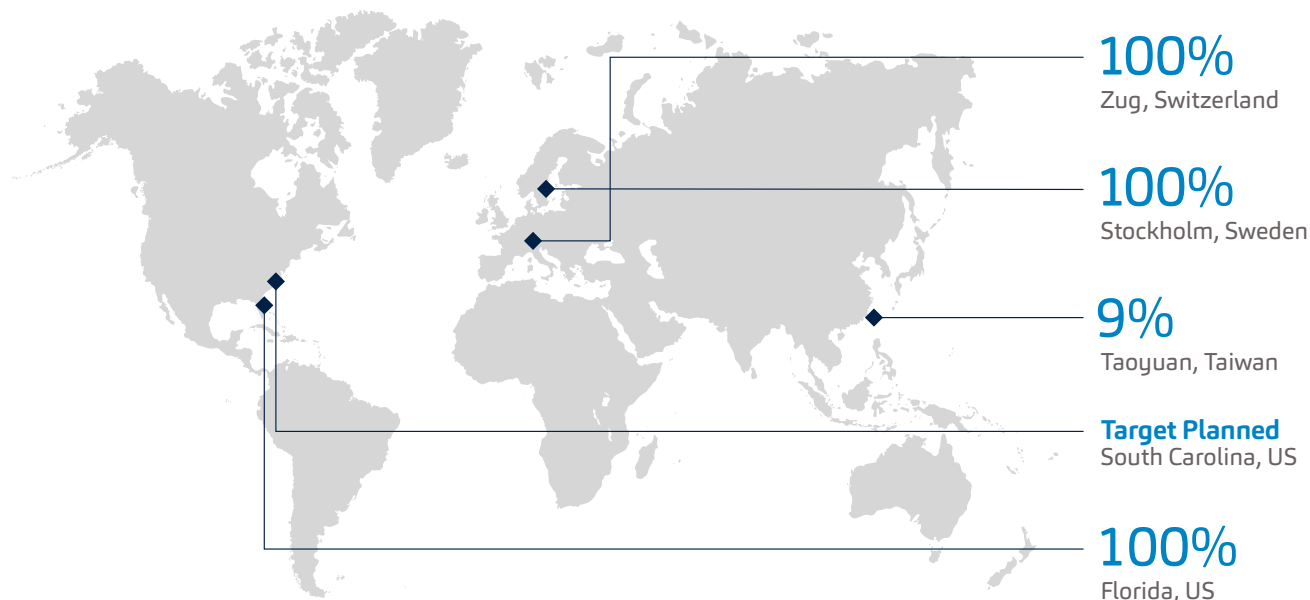 100%
Zug, Switzerland
100%
Stockholm, Sweden
9%
Taoyuan, Taiwan
Target Planned
South Carolina, US
100%
Florida, US